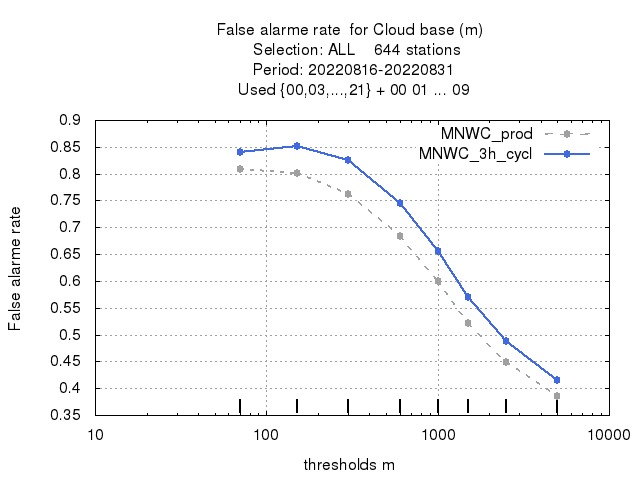 False alarme rate  for Cloud base (m)
Selection: ALL    644 stations
Period: 20220816-20220831
Used {00,03,...,21} + 00 01 ... 09
MNWC_prod
MNWC_3h_cycl
False alarme rate
0.9
0.85
0.8
0.75
0.7
0.65
0.6
0.55
0.5
0.45
0.4
0.35
10
100
1000
10000
thresholds m